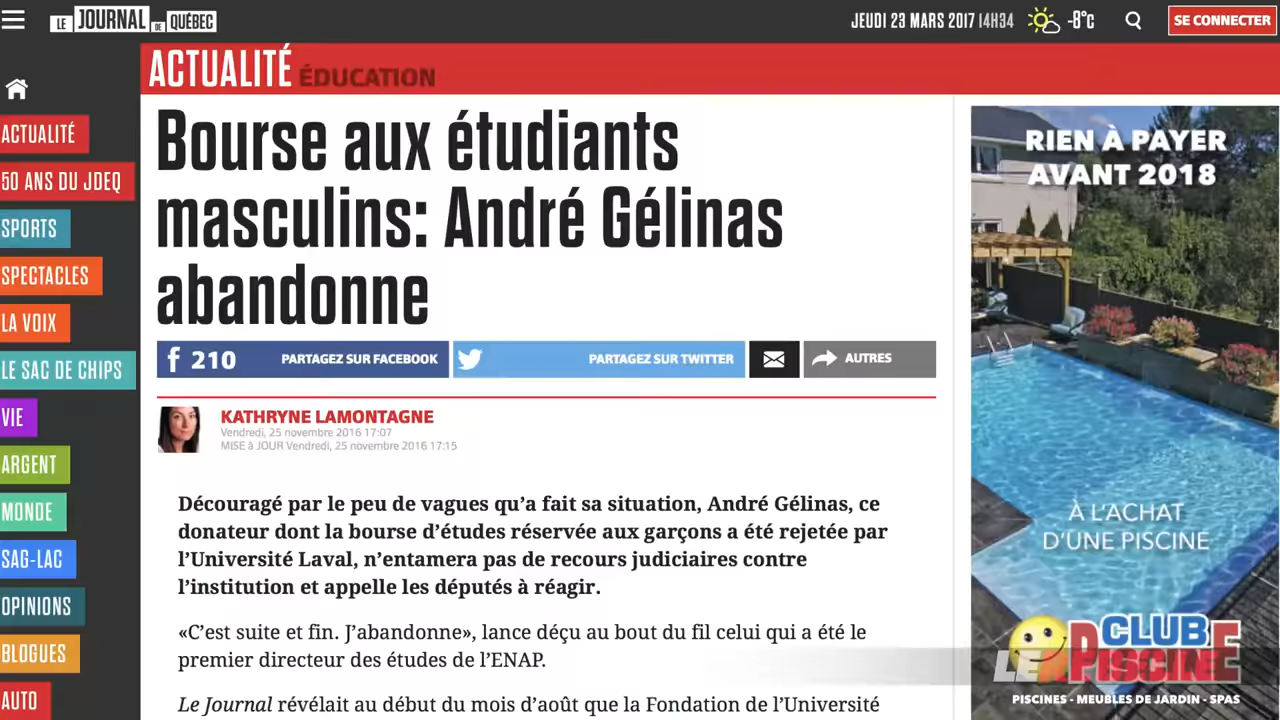 LE JOURNAL DE QUÉBEC
JEUDI 23 MARS 2017 14H34
-8°C
SE CONNECTER
ACTUALITÉ ÉDUCATION
ACTUALITÉ
50 ANS DU JDEQ
SPORTS
SPECTACLES
LA VOIX
LE SAC DE CHIPS
VIE
ARGENT
MONDE
SAG-LAC
OPINIONS
BLOGUES
AUTO
Bourse aux étudiants
masculins: André Gélinas
abandonne
210 PARTAGEZ SUR FACEBOOK
PARTAGEZ SUR TWITTER
AUTRES
KATHRYNE LAMONTAGNE
Vendredi, 25 novembre 2016 17:07
MISE à JOUR Vendredi, 25 novembre 2016 17:15
Découragé par le peu de vagues qu’a fait sa situation, André Gélinas, ce
donateur dont la bourse d’études réservée aux garçons a été rejetée par
l’Université Laval, n’entamera pas de recours judiciaires contre
l’institution et appelle les députés à réagir.
«C’est suite et fin. J’abandonne», lance déçu au bout du fil celui qui a été le
premier directeur des études de l’ENAP.
Le Journal révélait au début du mois d’août que la Fondation de l’Université
RIEN À PAYER
AVANT 2018
À L’ACHAT
D’UNE PISCINE
CLUB
PISCINE
PISCINES - MEUBLES DE JARDIN - SPAS